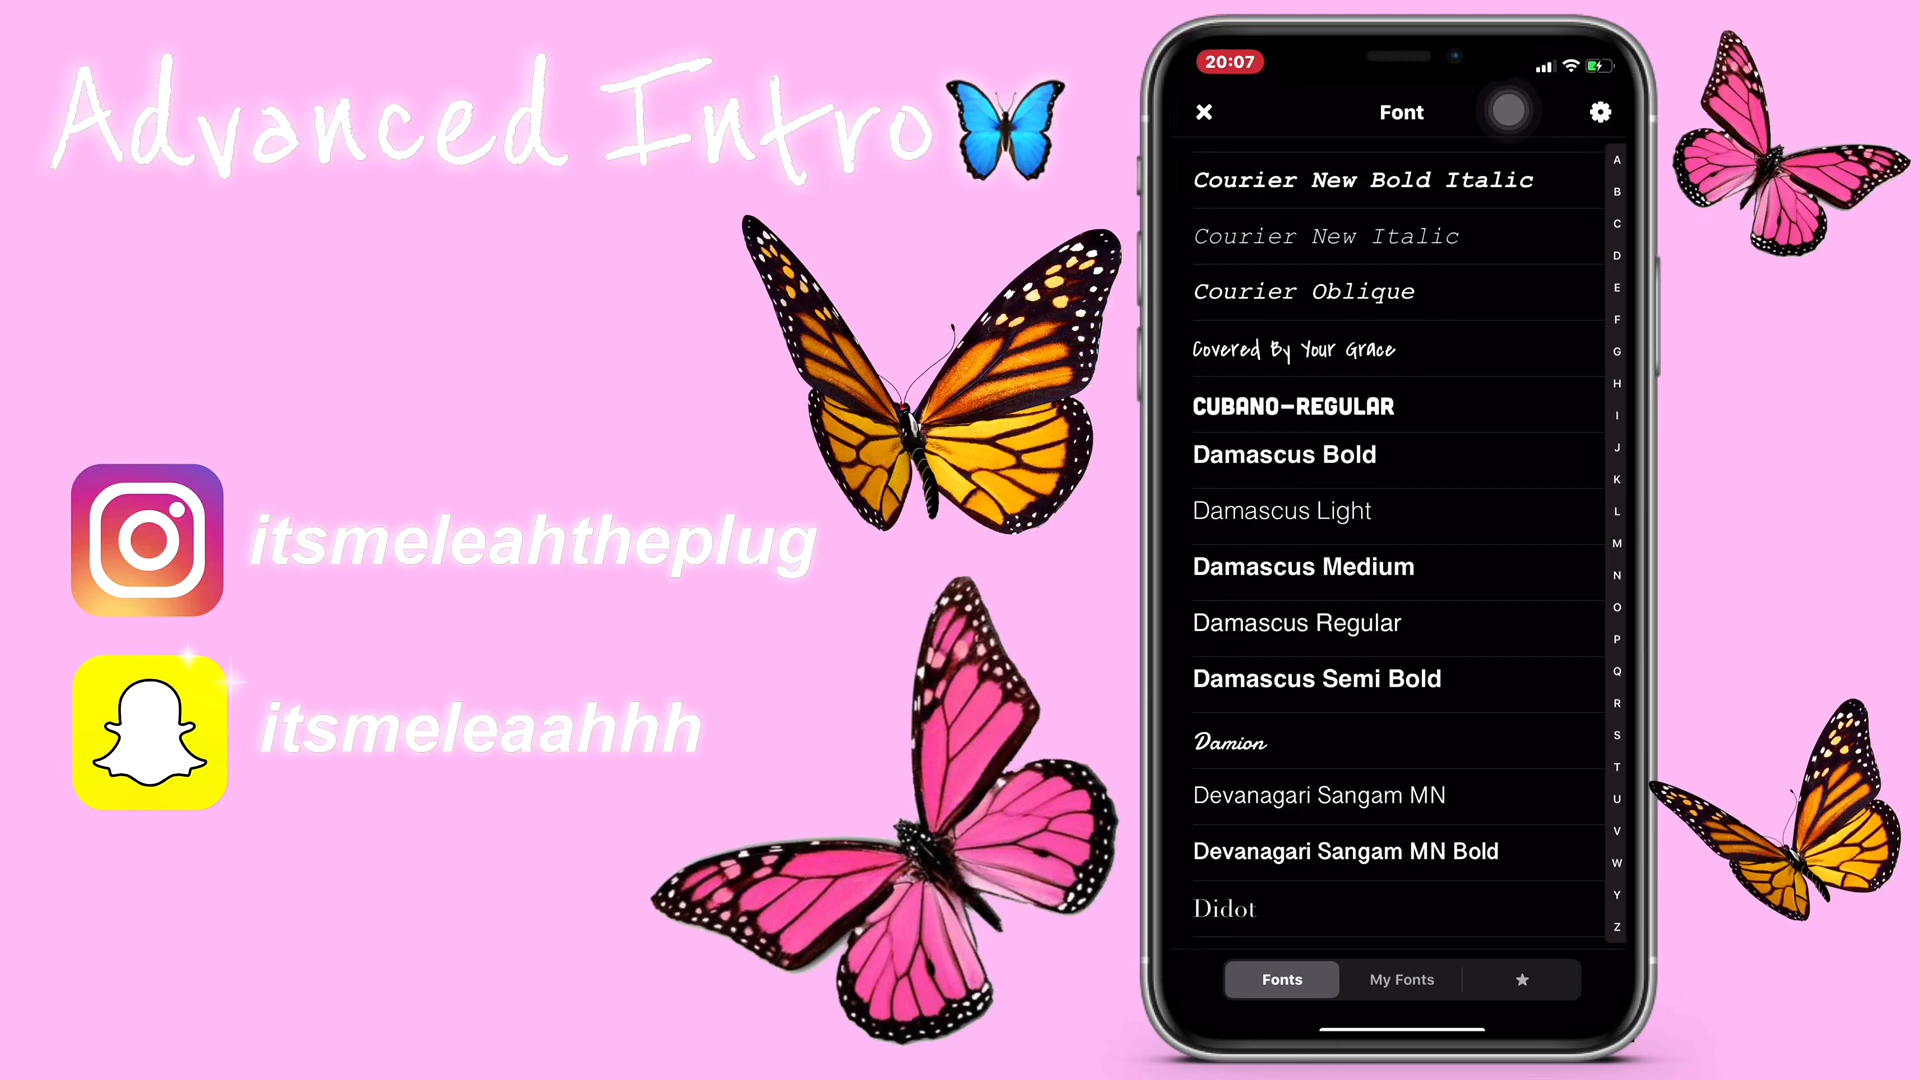 Advanced Intro
itsmeleahtheplug
itsmeleaahhh
20:07
Font
Courier New Bold Italic
Courier New Italic
Courier Oblique
Covered By Your Grace
CUBANO-REGULAR
Damascus Bold
Damascus Light
Damascus Medium
Damascus Regular
Damascus Semi Bold
Damion
Devanagari Sangam MN
Devanagari Sangam MN Bold
Didot
A
B
C
D
E
F
G
H
I
J
K
L
M
N
O
P
Q
R
S
T
U
V
W
Y
Z
Fonts
My Fonts